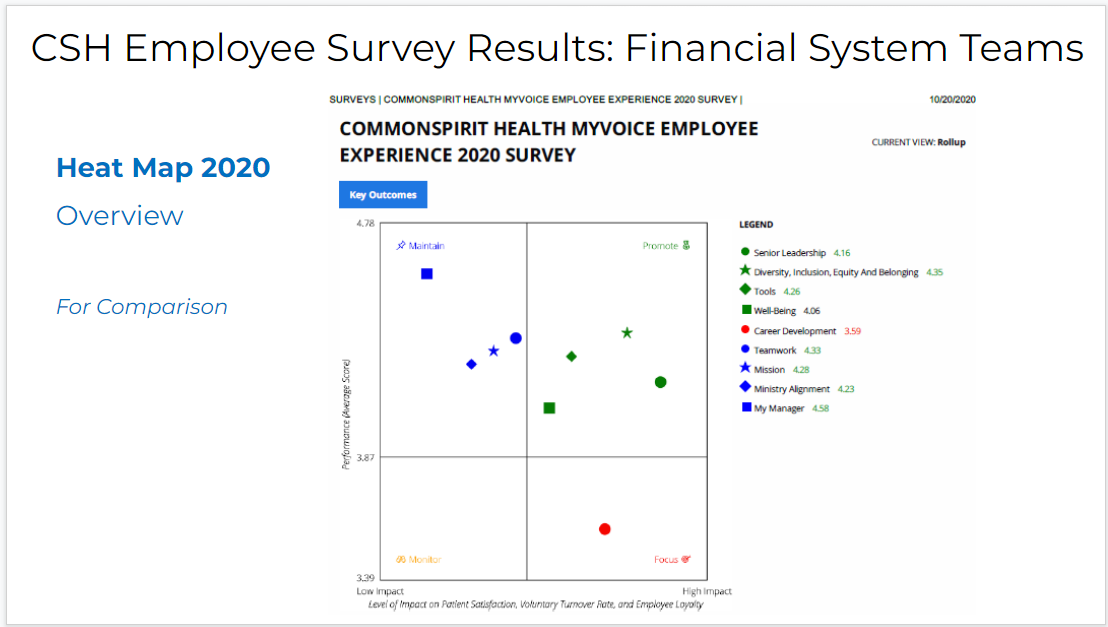 CSH Employee Survey Results: Financial System Teams
SURVEYS | COMMONSPIRIT HEALTH MYVOICE EMPLOYEE EXPERIENCE 2020 SURVEY |
10/20/2020
COMMONSPIRIT HEALTH MYVOICE EMPLOYEE
EXPERIENCE 2020 SURVEY
CURRENT VIEW: Rollup
Heat Map 2020
Overview
For Comparison
Key Outcomes
4.78
Maintain
Promote
Performance (Average Score)
3.87
Monitor
Focus
3.39
Low Impact
High Impact
Level of Impact on Patient Satisfaction, Voluntary Turnover Rate, and Employee Loyalty
LEGEND
Senior Leadership 4.16
Diversity, Inclusion, Equity And Belonging 4.35
Tools 4.26
Well-Being 4.06
Career Development 3.59
Teamwork 4.33
Mission 4.28
Ministry Alignment 4.23
My Manager 4.58